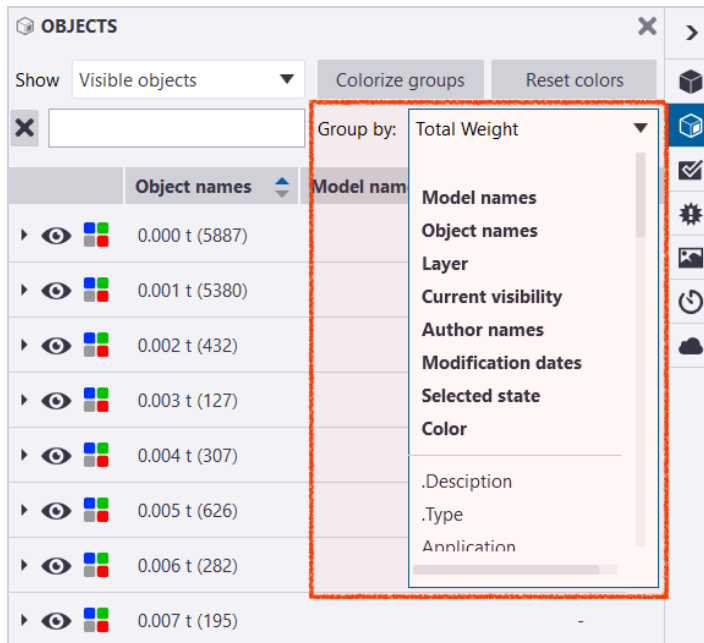 OBJECTS
Show Visible objects Colorize groups Reset colors
Group by: Total Weight
Object names Model nam
Model names
Object names
Layer
Current visibility
Author names
Modification dates
Selected state
Color
.Desciption
.Type
Application
0.000 t (5887)
0.001 t (5380)
0.002 t (432)
0.003 t (127)
0.004 t (307)
0.005 t (626)
0.006 t (282)
0.007 t (195) -